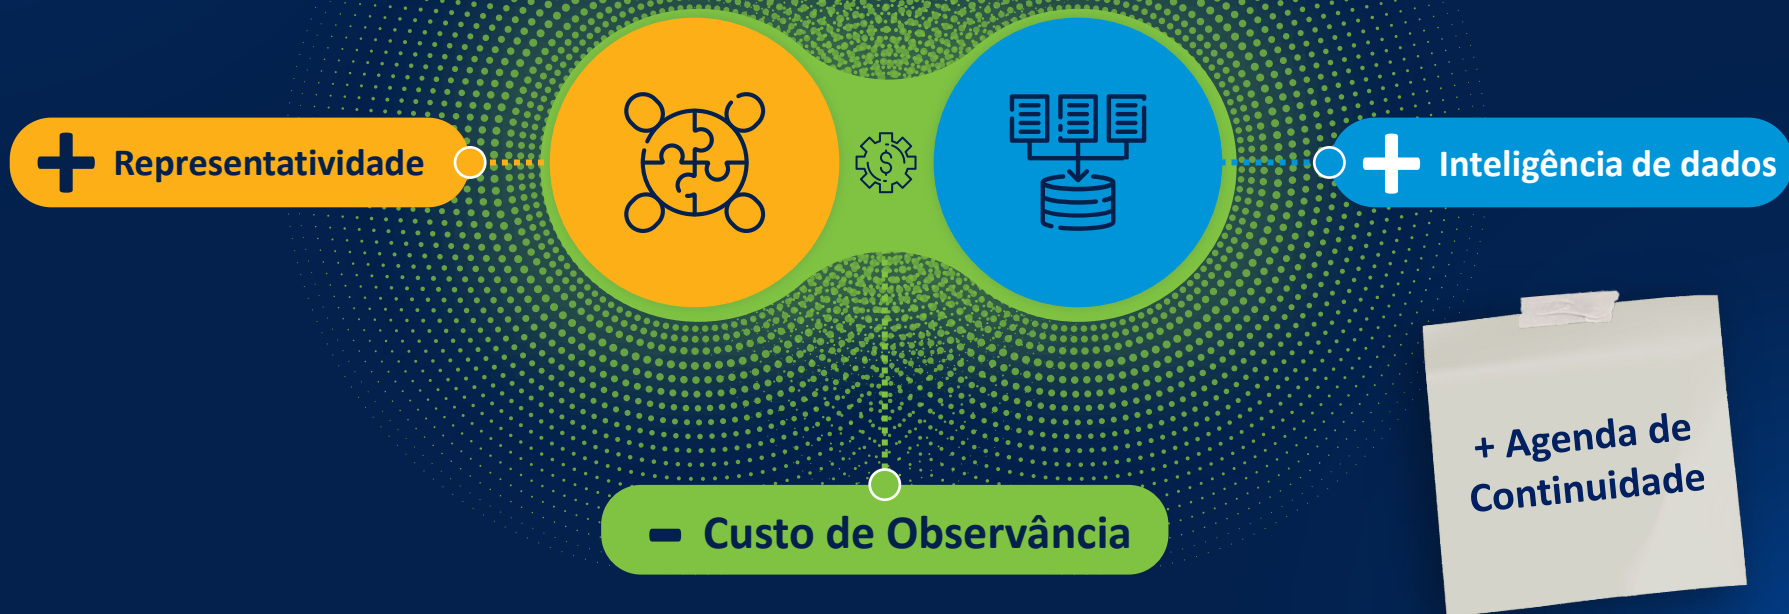 + Representatividade
$
+ Inteligência de dados
+ Agenda de
Continuidade
- Custo de Observância